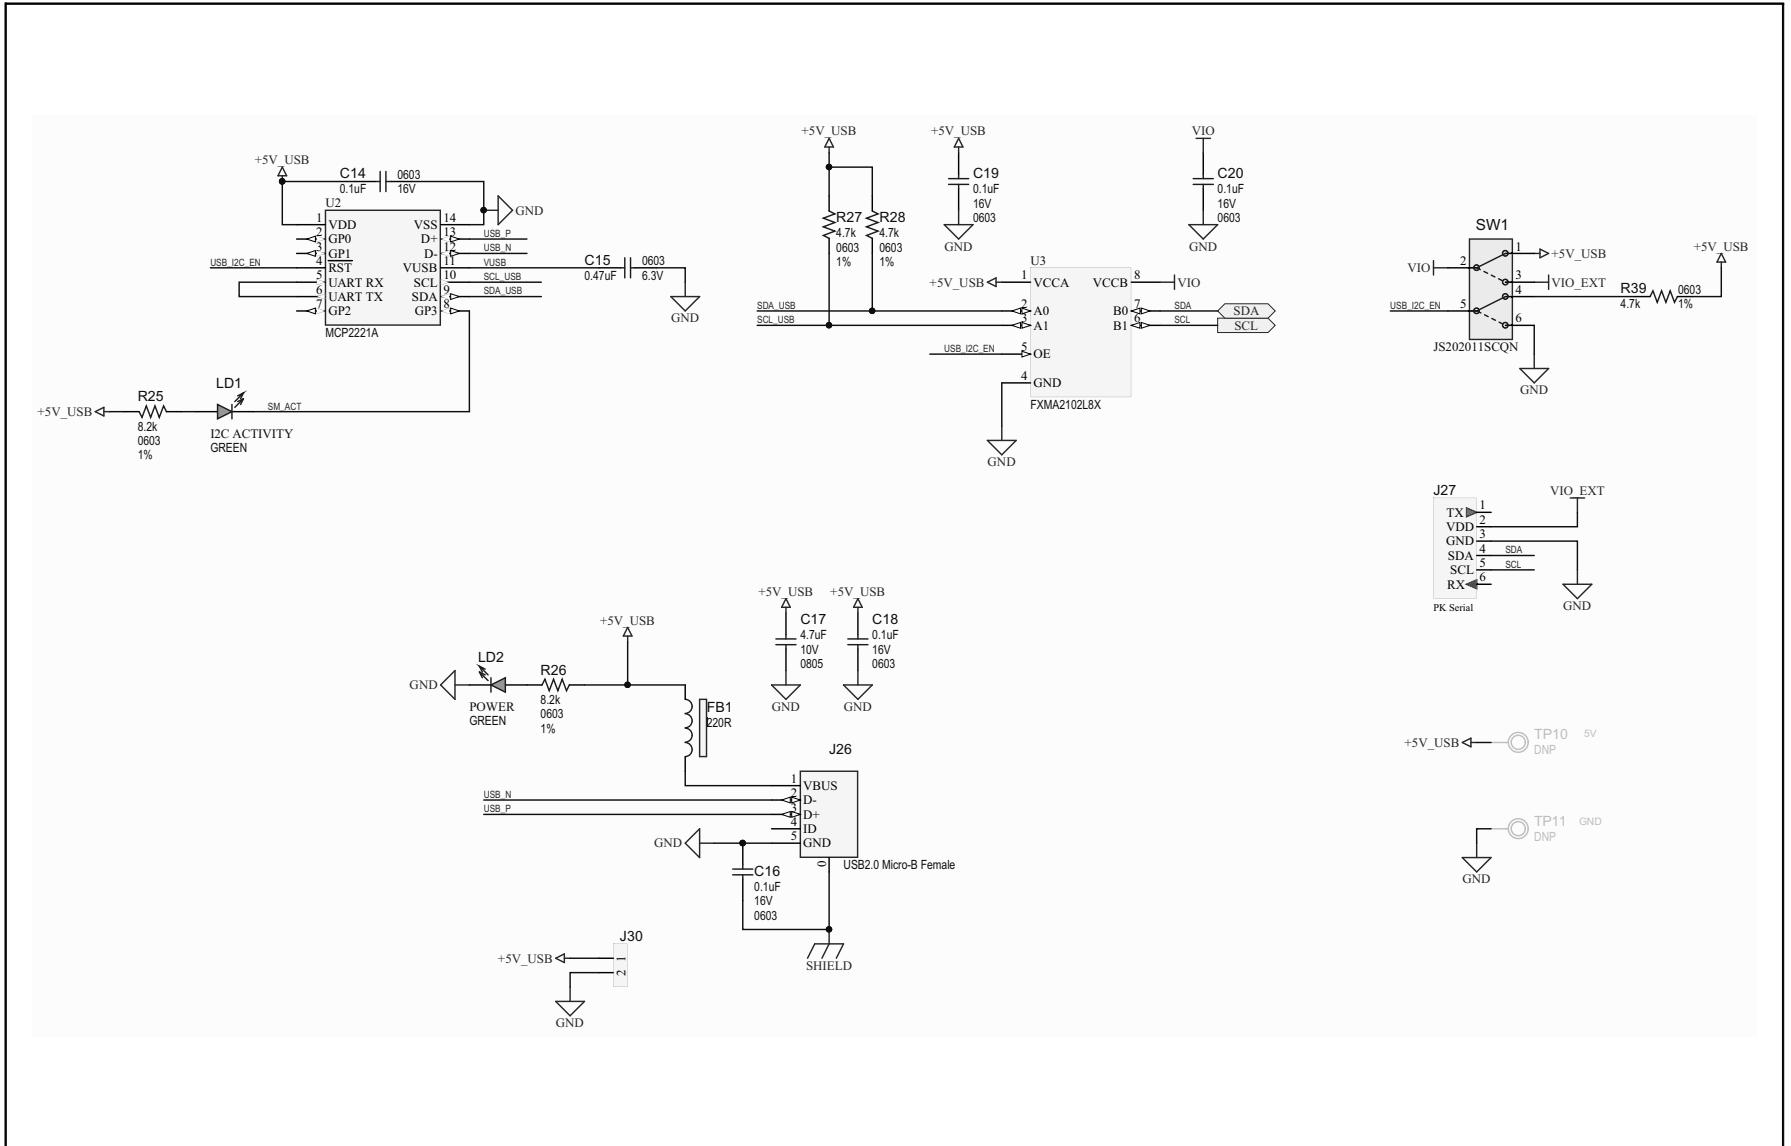 +5V_USB
C14
0.1uF
0603
16V
GND
U2
1
2
3
4
5
6
7
VDD
GP0
GP1
RST
UART RX
UART TX
GP2
VSS
D+
D-
VUSB
SCL
SDA
GP3
14
13
12
11
10
9
8
MCP2221A
USB_I2C_EN
USB_P
USB_N
VUSB
SCL_USB
SDA_USB
C15
0.47uF
0603
6.3V
GND
+5V_USB
R25
8.2k
0603
1%
LD1
I2C ACTIVITY
GREEN
SM_ACT
+5V_USB
R27
4.7k
0603
1%
R28
4.7k
0603
1%
+5V_USB
C19
0.1uF
16V
0603
GND
VIO
C20
0.1uF
16V
0603
GND
U3
+5V_USB
1
VCCA
VCCB
8
VIO
SDA_USB
2
A0
B0
7
SDA
SDA
SCL_USB
3
A1
B1
6
SCL
SCL
USB_I2C_EN
5
OE
4
GND
FXMA2102L8X
GND
SW1
VIO
2
1
+5V_USB
3
VIO_EXT
USB_I2C_EN
5
4
R39
4.7k
0603
1%
+5V_USB
6
JS202011SCQN
GND
J27
VIO_EXT
TX
1
VDD
2
GND
3
SDA
4
SDA
SCL
5
SCL
RX
6
PK Serial
GND
+5V_USB
C17
4.7uF
10V
0805
GND
+5V_USB
C18
0.1uF
16V
0603
GND
+5V_USB
GND
LD2
POWER
GREEN
R26
8.2k
0603
1%
FB1
220R
J26
1
VBUS
USB_N
2
D-
USB_P
3
D+
4
ID
GND
5
GND
0
USB2.0 Micro-B Female
C16
0.1uF
16V
0603
SHIELD
J30
+5V_USB
1
2
GND
+5V_USB
TP10
5V
DNP
TP11
GND
DNP
GND